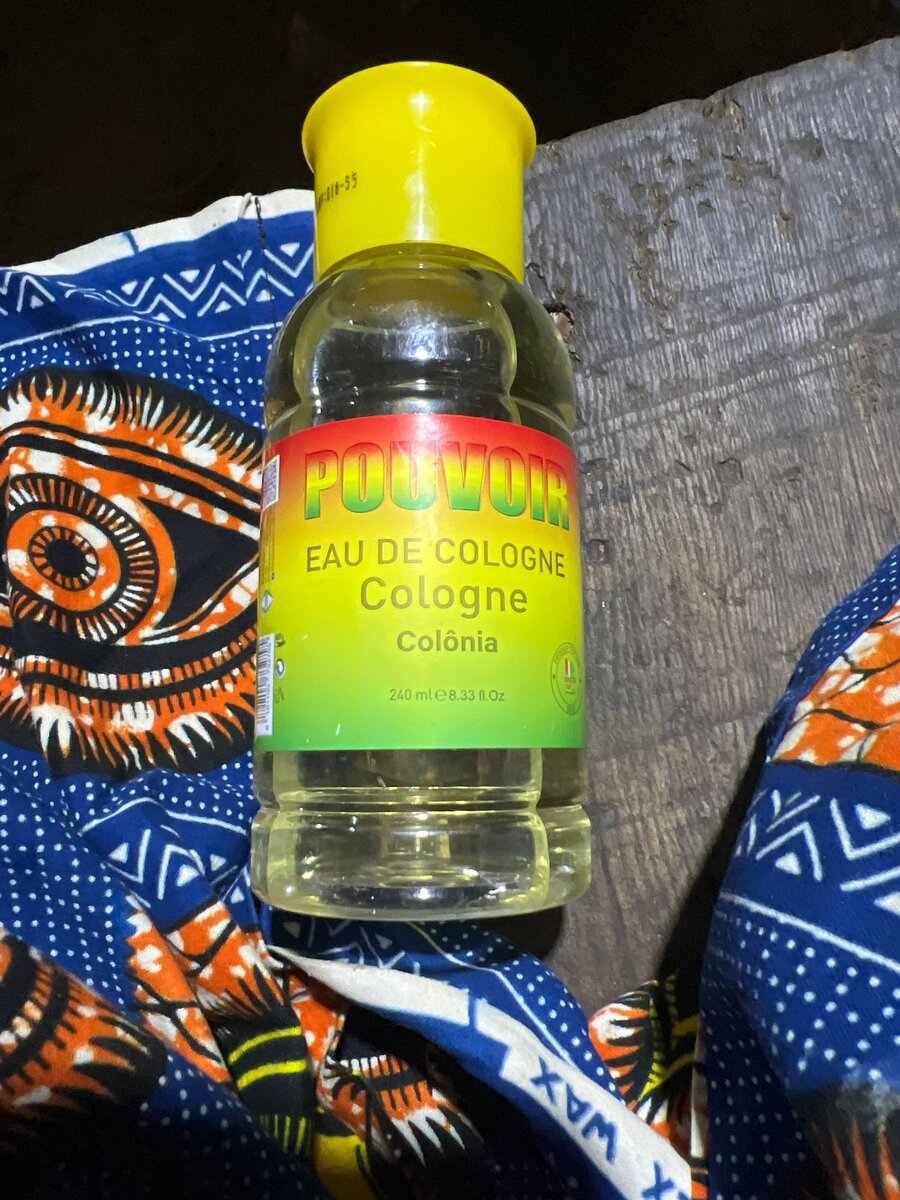 POUVOIR
EAU DE COLOGNE
Cologne
Colônia
240 ml ℮ 8.33 fl.Oz
WAX